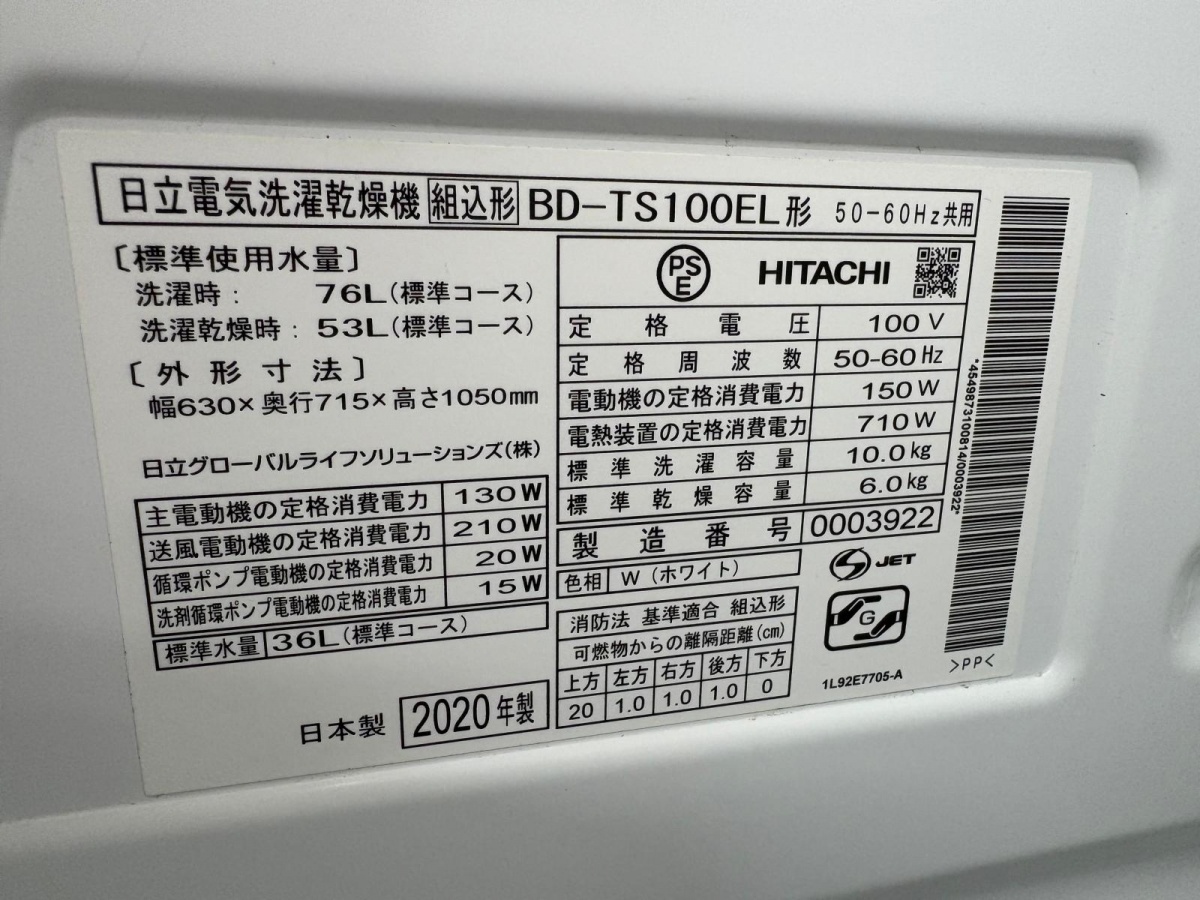 日立電気洗濯乾燥機 組込形 BD-TS100EL形 50-60Hz共用
〔標準使用水量〕
洗濯時: 76L(標準コース)
洗濯乾燥時: 53L(標準コース)
〔外形寸法〕
幅630×奥行715×高さ1050mm
日立グローバルライフソリューションズ(株)
主電動機の定格消費電力 130W
送風電動機の定格消費電力 210W
循環ポンプ電動機の定格消費電力 20W
洗剤循環ポンプ電動機の定格消費電力 15W
標準水量 36L(標準コース)
日本製 2020年製
PSE HITACHI
定格電圧 100V
定格周波数 50-60Hz
電動機の定格消費電力 150W
電熱装置の定格消費電力 710W
標準洗濯容量 10.0kg
標準乾燥容量 6.0kg
製造番号 0003922
色相 W(ホワイト)
消防法 基準適合 組込形
可燃物からの離隔距離(cm)
上方 左方 右方 後方 下方
20 1.0 1.0 1.0 0
S JET
G
1L92E7705-A
*4549873100814/0003922*
>PP<